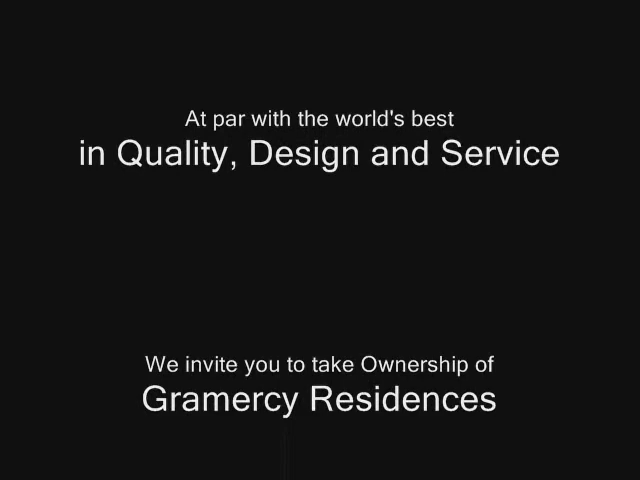 At par with the world's best
in Quality, Design and Service
We invite you to take Ownership of
Gramercy Residences